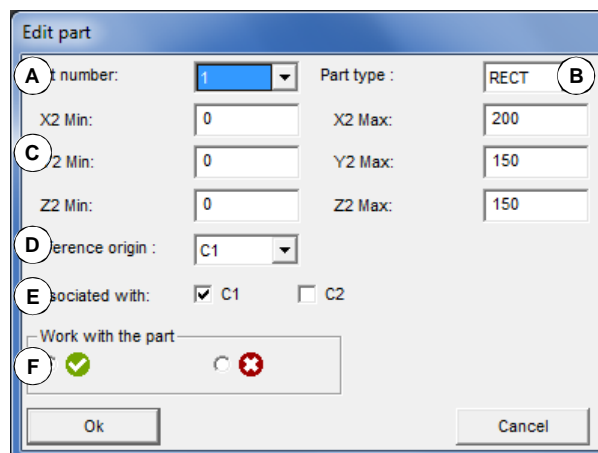 Edit part
A t number: 1 Part type : RECT B
X2 Min: 0 X2 Max: 200
C 2 Min: 0 Y2 Max: 150
Z2 Min: 0 Z2 Max: 150
D ference origin : C1
E sociated with: C1 C2
Work with the part
F
Ok Cancel